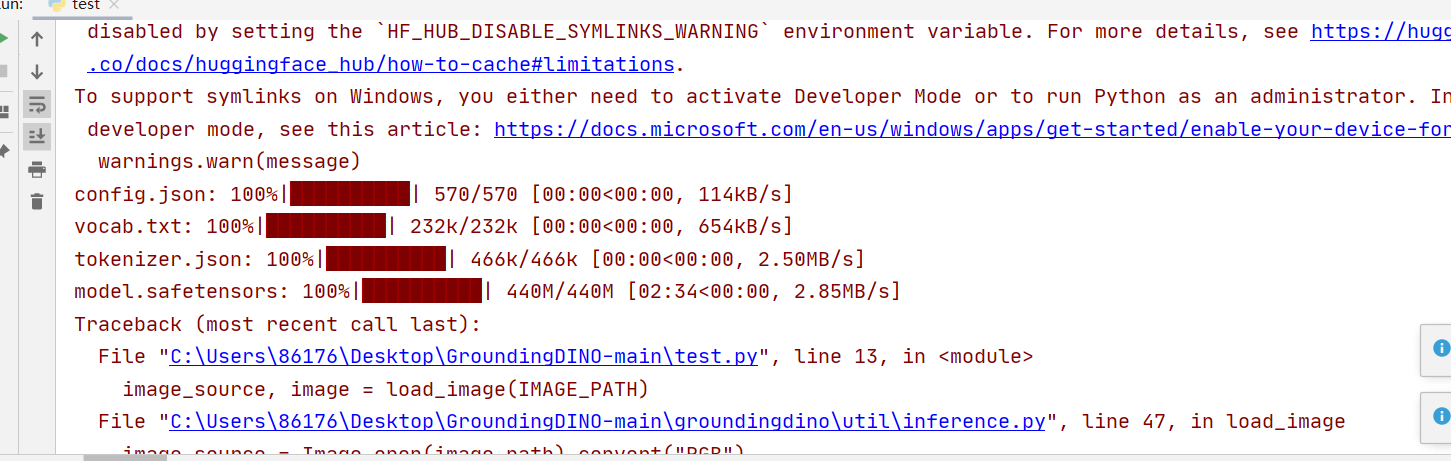 un:
test
disabled by setting the `HF_HUB_DISABLE_SYMLINKS_WARNING` environment variable. For more details, see https://hugg
.co/docs/huggingface_hub/how-to-cache#limitations.
To support symlinks on Windows, you either need to activate Developer Mode or to run Python as an administrator. In
developer mode, see this article: https://docs.microsoft.com/en-us/windows/apps/get-started/enable-your-device-for
warnings.warn(message)
config.json: 100%|██████████| 570/570 [00:00<00:00, 114kB/s]
vocab.txt: 100%|██████████| 232k/232k [00:00<00:00, 654kB/s]
tokenizer.json: 100%|██████████| 466k/466k [00:00<00:00, 2.50MB/s]
model.safetensors: 100%|██████████| 440M/440M [02:34<00:00, 2.85MB/s]
Traceback (most recent call last):
File "C:\Users\86176\Desktop\GroundingDINO-main\test.py", line 13, in <module>
image_source, image = load_image(IMAGE_PATH)
File "C:\Users\86176\Desktop\GroundingDINO-main\groundingdino\util\inference.py", line 47, in load_image
image_source = Image.open(image_path).convert("RGB")